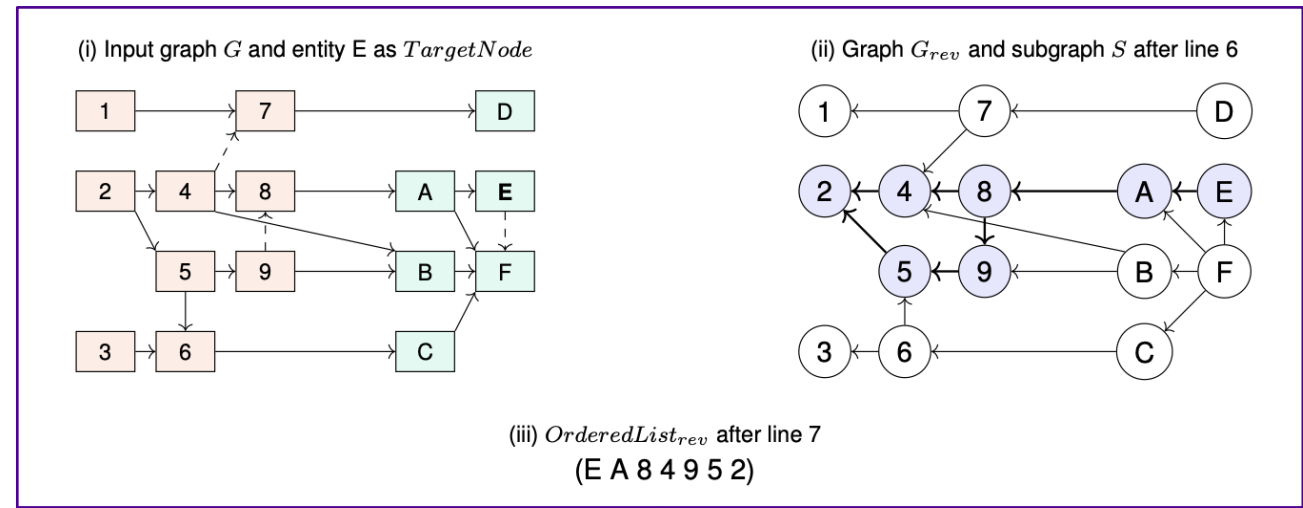 (i) Input graph G and entity E as TargetNode
(ii) Graph G_rev and subgraph S after line 6
1 7 D
2 4 8 A E
5 9 B F
3 6 C
1 7 D
2 4 8 A E
5 9 B F
3 6 C
(iii) OrderedList_rev after line 7
(E A 8 4 9 5 2)